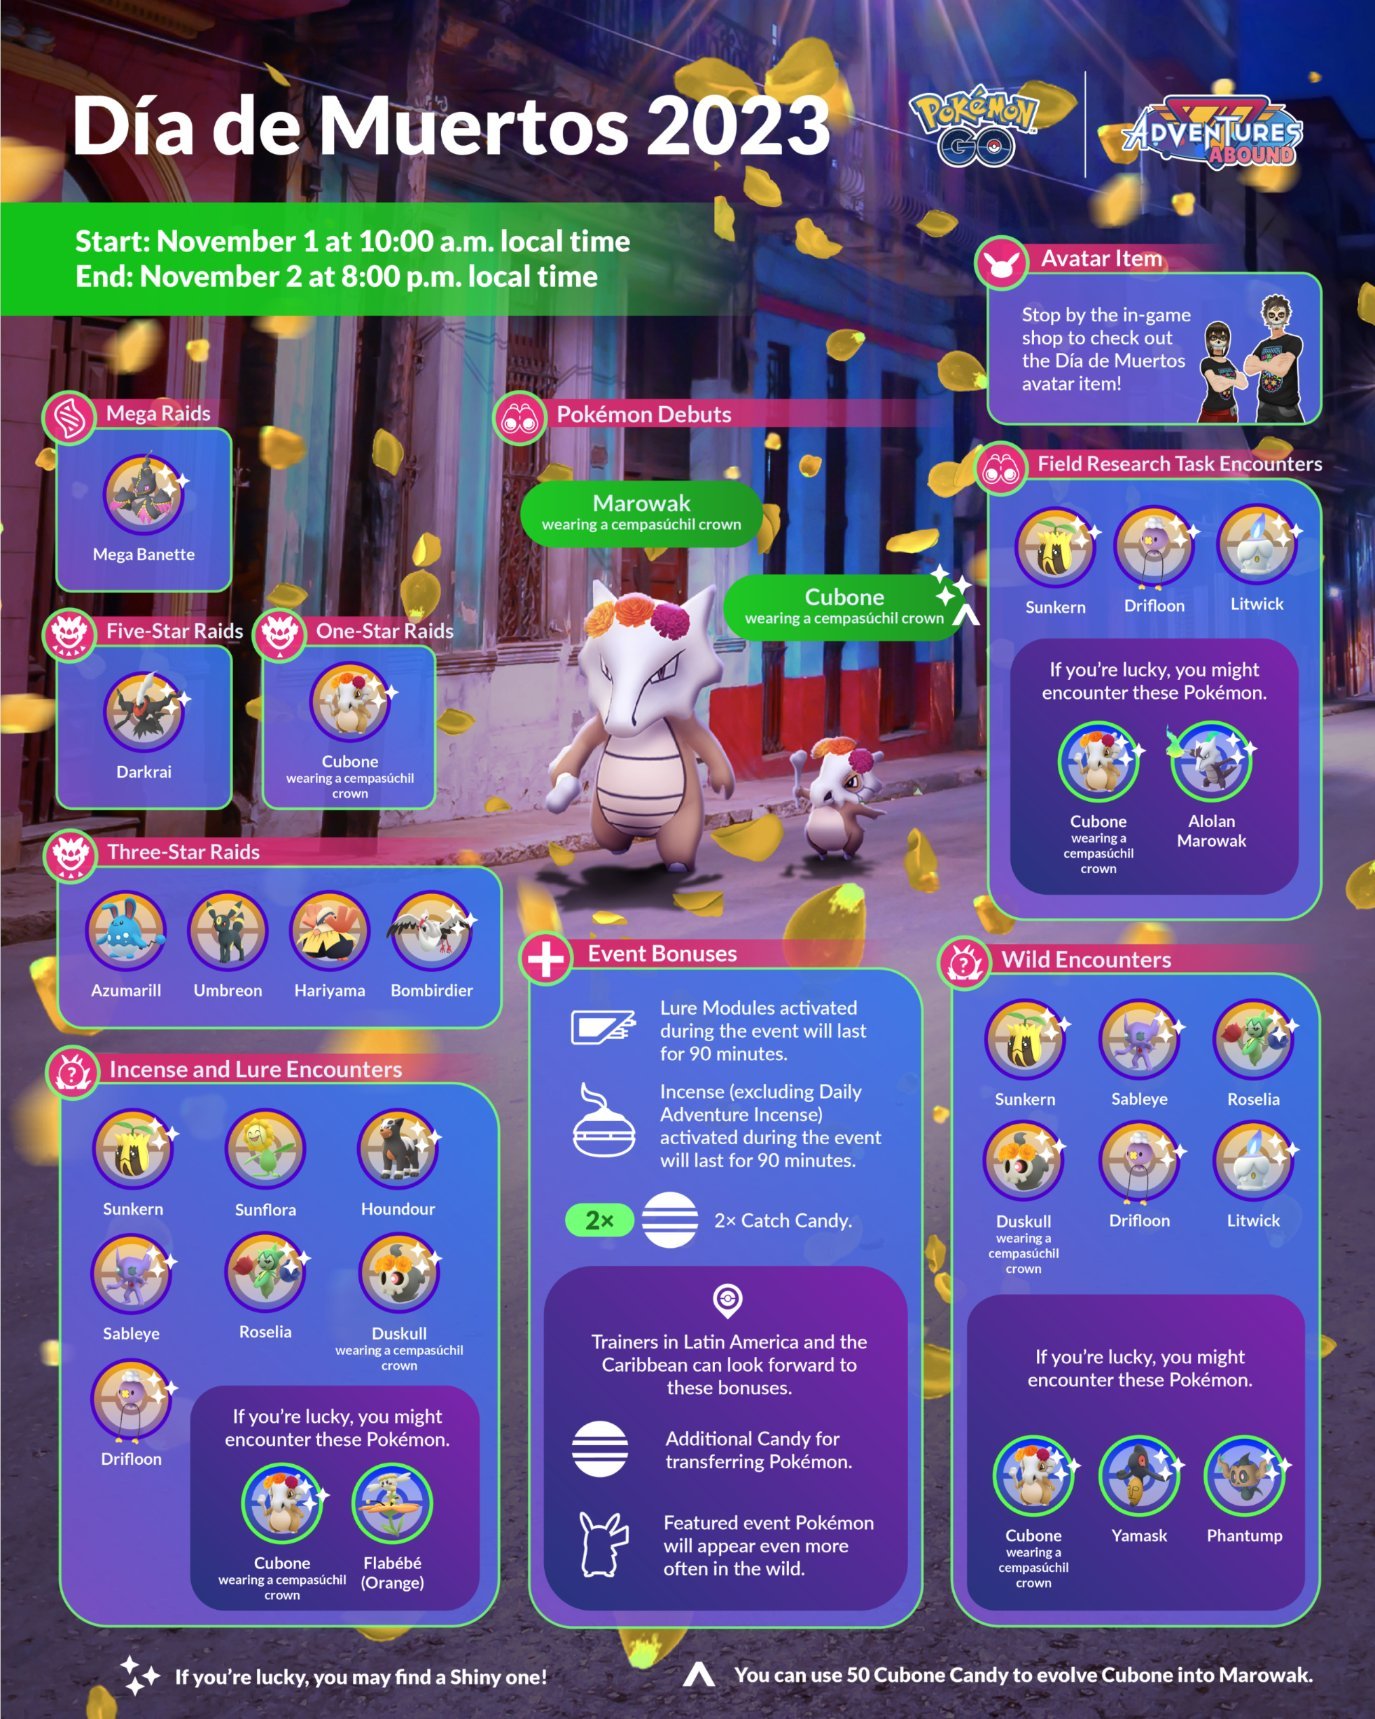 Día de Muertos 2023
POKÉMON
GO
ADVENTURES
ABOUND
Start: November 1 at 10:00 a.m. local time
End: November 2 at 8:00 p.m. local time
Avatar Item
Stop by the in-game
shop to check out
the Día de Muertos
avatar item!
Mega Raids
Mega Banette
Five-Star Raids
Darkrai
One-Star Raids
Cubone
wearing a cempasúchil
crown
Three-Star Raids
Azumarill
Umbreon
Hariyama
Bombirdier
Pokémon Debuts
Marowak
wearing a cempasúchil crown
Cubone
wearing a cempasúchil crown
Field Research Task Encounters
Sunkern
Drifloon
Litwick
If you're lucky, you might
encounter these Pokémon.
Cubone
wearing a
cempasúchil
crown
Alolan
Marowak
Incense and Lure Encounters
Sunkern
Sunflora
Houndour
Sableye
Roselia
Duskull
wearing a cempasúchil
crown
Drifloon
If you're lucky, you might
encounter these Pokémon.
Cubone
wearing a cempasúchil
crown
Flabébé
(Orange)
Event Bonuses
Lure Modules activated
during the event will last
for 90 minutes.
Incense (excluding Daily
Adventure Incense)
activated during the event
will last for 90 minutes.
2×
2× Catch Candy.
Trainers in Latin America and the
Caribbean can look forward to
these bonuses.
Additional Candy for
transferring Pokémon.
Featured event Pokémon
will appear even more
often in the wild.
Wild Encounters
Sunkern
Sableye
Roselia
Duskull
wearing a
cempasúchil
crown
Drifloon
Litwick
If you're lucky, you might
encounter these Pokémon.
Cubone
wearing a
cempasúchil
crown
Yamask
Phantump
If you're lucky, you may find a Shiny one!
You can use 50 Cubone Candy to evolve Cubone into Marowak.